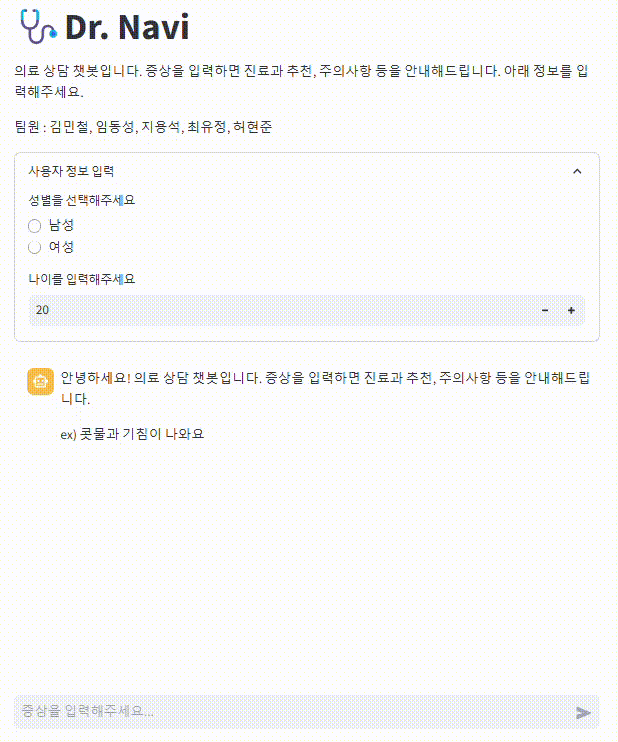 Dr. Navi
의료 상담 챗봇입니다. 증상을 입력하면 진료과 추천, 주의사항 등을 안내해드립니다. 아래 정보를 입
력해주세요.
팀원 : 김민철, 임동성, 지용석, 최유정, 허현준
사용자 정보 입력
성별을 선택해주세요
남성
여성
나이를 입력해주세요
20
안녕하세요! 의료 상담 챗봇입니다. 증상을 입력하면 진료과 추천, 주의사항 등을 안내해드립
니다.
ex) 콧물과 기침이 나와요
증상을 입력해주세요...